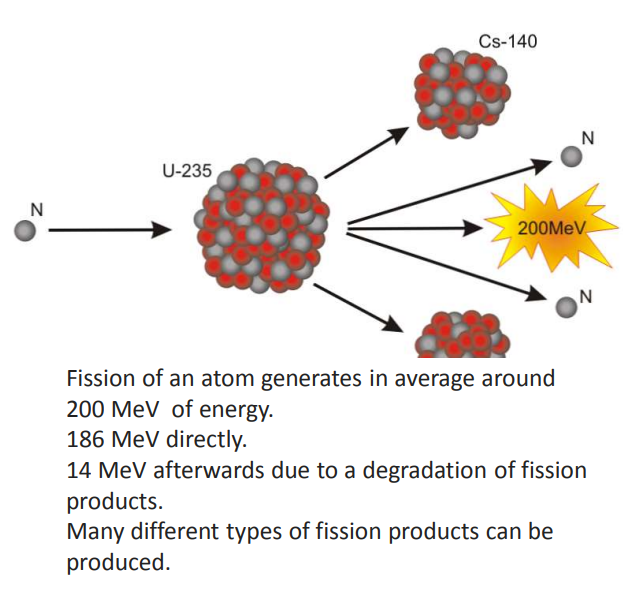 Cs-140
N
U-235
N
200MeV
N
Fission of an atom generates in average around
200 MeV  of energy.
186 MeV directly.
14 MeV afterwards due to a degradation of fission
products.
Many different types of fission products can be
produced.